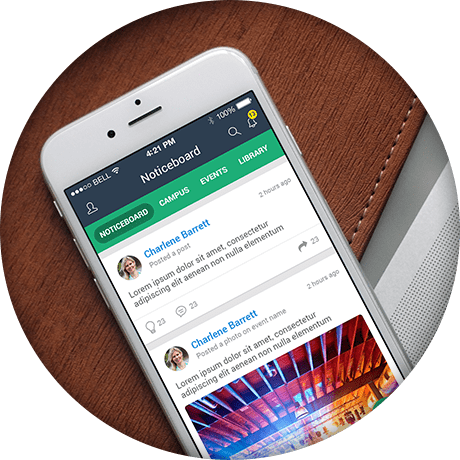 BELL 4:21 PM 100%
Noticeboard
13
NOTICEBOARD CAMPUS EVENTS LIBRARY
Charlene Barrett 2 hours ago
Posted a post
Lorem ipsum dolor sit amet, consectetur
adipiscing elit aenean non nulla elementum
23 23 23
Charlene Barrett 2 hours ago
Posted a photo on event name
Lorem ipsum dolor sit amet, consectetur
adipiscing elit aenean non nulla elementum